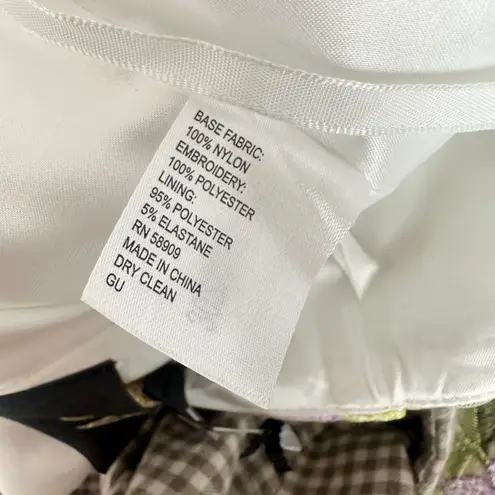 BASE FABRIC:
100% NYLON
EMBROIDERY:
100% POLYESTER
LINING:
95% POLYESTER
5% ELASTANE
RN 58909
MADE IN CHINA
DRY CLEAN
GU